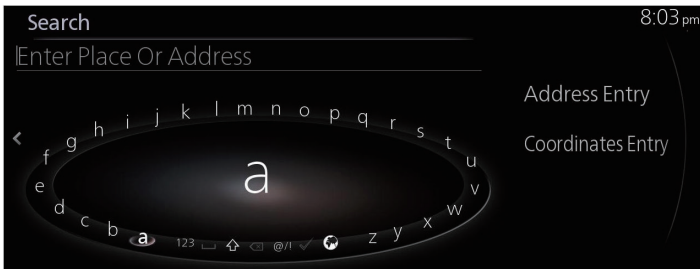 Search
8:03 pm
Enter Place Or Address
Address Entry
Coordinates Entry
a
a b c d e f g h i j k l m n o p q r s t u v w x y z
123
@/!